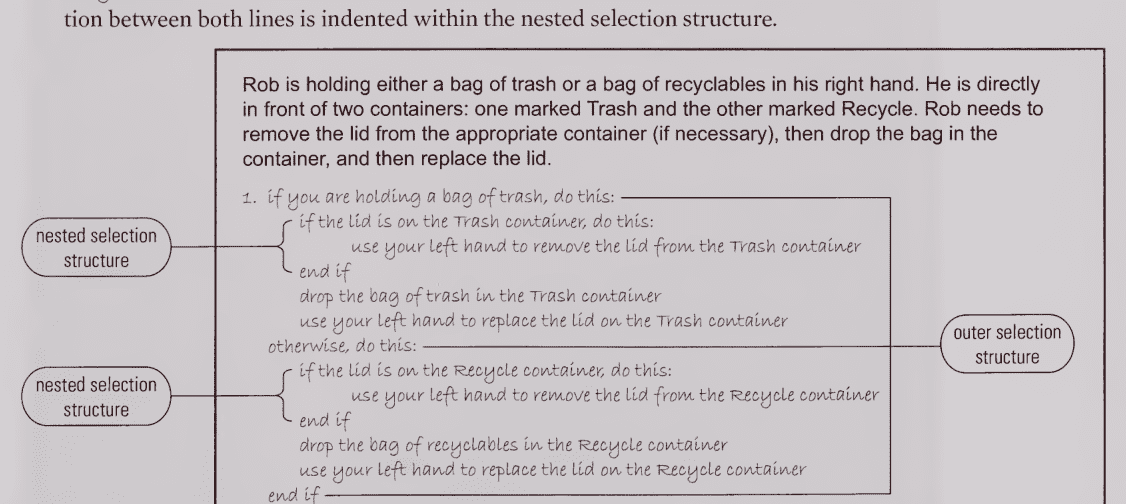 tion between both lines is indented within the nested selection structure.
Rob is holding either a bag of trash or a bag of recyclables in his right hand. He is directly
in front of two containers: one marked Trash and the other marked Recycle. Rob needs to
remove the lid from the appropriate container (if necessary), then drop the bag in the
container, and then replace the lid.
1. if you are holding a bag of trash, do this:
if the lid is on the Trash container, do this:
nested selection
structure
use your left hand to remove the lid from the Trash container
end if
drop the bag of trash in the Trash container
use your left hand to replace the lid on the Trash container
otherwise, do this:
outer selection
structure
if the lid is on the Recycle container, do this:
nested selection
structure
use your left hand to remove the lid from the Recycle container
end if
drop the bag of recyclables in the Recycle container
use your left hand to replace the lid on the Recycle container
end if